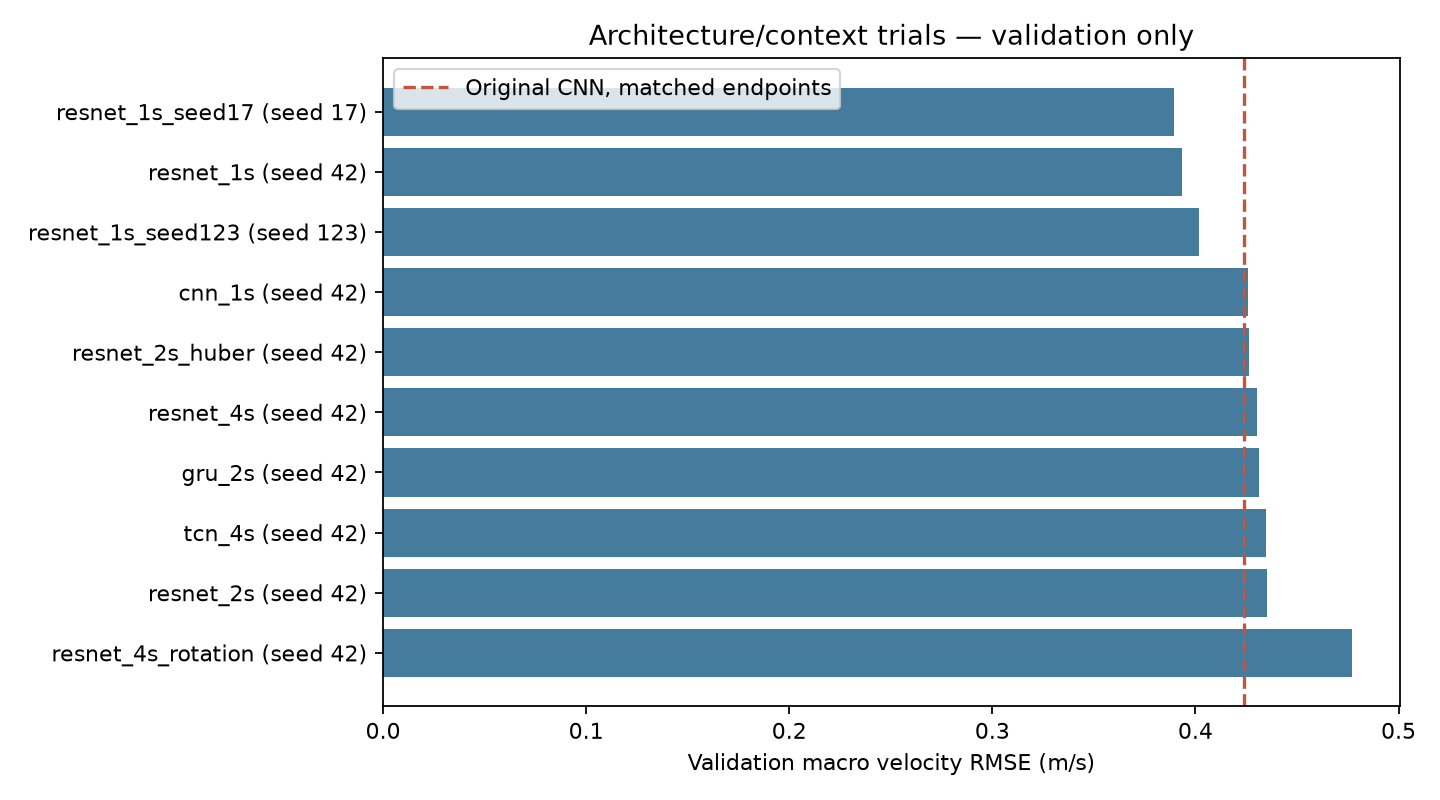 Architecture/context trials — validation only
Original CNN, matched endpoints
resnet_1s_seed17 (seed 17)
resnet_1s (seed 42)
resnet_1s_seed123 (seed 123)
cnn_1s (seed 42)
resnet_2s_huber (seed 42)
resnet_4s (seed 42)
gru_2s (seed 42)
tcn_4s (seed 42)
resnet_2s (seed 42)
resnet_4s_rotation (seed 42)
0.0 0.1 0.2 0.3 0.4 0.5
Validation macro velocity RMSE (m/s)